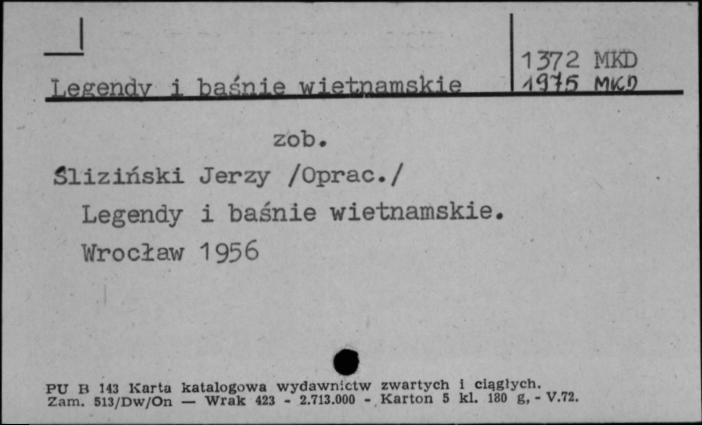 1372 MKD
Legendy i baśnie wietnamskie 1975 MKD
zob.
Śliziński Jerzy /Oprac./
Legendy i baśnie wietnamskie.
Wrocław 1956
PU B 143 Karta katalogowa wydawnictw zwartych i ciągłych.
Zam. 513/Dw/On — Wrak 423 - 2.713.000 - Karton 5 kl. 180 g, - V.72.